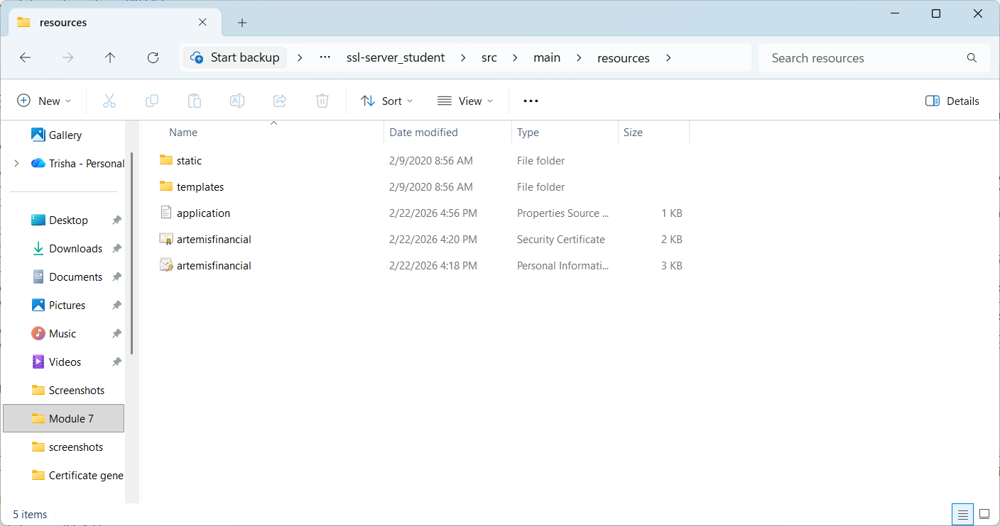 resources
Start backup > ... ssl-server_student > src > main > resources >
Search resources
New
Sort
View
Details
Gallery
Trisha - Personal
Desktop
Downloads
Documents
Pictures
Music
Videos
Screenshots
Module 7
screenshots
Certificate gene
Name Date modified Type Size
static 2/9/2020 8:56 AM File folder
templates 2/9/2020 8:56 AM File folder
application 2/22/2026 4:56 PM Properties Source ... 1 KB
artemisfinancial 2/22/2026 4:20 PM Security Certificate 2 KB
artemisfinancial 2/22/2026 4:18 PM Personal Informati... 3 KB
5 items